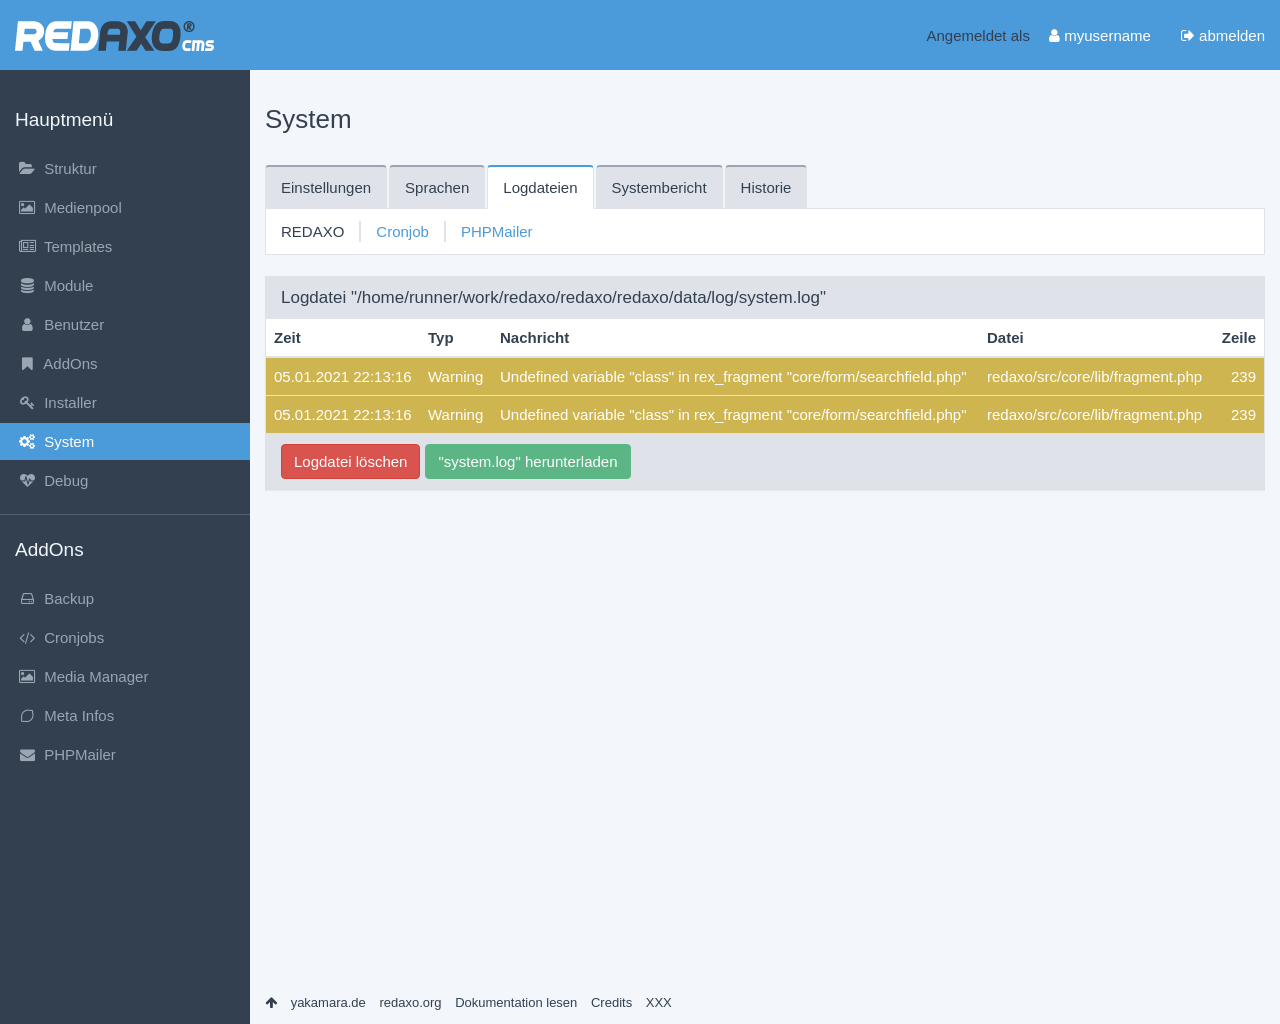 REDAXO® cms
Angemeldet als myusername abmelden
Hauptmenü
Struktur
Medienpool
Templates
Module
Benutzer
AddOns
Installer
System
Debug
AddOns
Backup
Cronjobs
Media Manager
Meta Infos
PHPMailer
System
Einstellungen Sprachen Logdateien Systembericht Historie
REDAXO Cronjob PHPMailer
Logdatei "/home/runner/work/redaxo/redaxo/redaxo/data/log/system.log"
Zeit Typ Nachricht Datei Zeile
05.01.2021 22:13:16 Warning Undefined variable "class" in rex_fragment "core/form/searchfield.php" redaxo/src/core/lib/fragment.php 239
05.01.2021 22:13:16 Warning Undefined variable "class" in rex_fragment "core/form/searchfield.php" redaxo/src/core/lib/fragment.php 239
Logdatei löschen "system.log" herunterladen
yakamara.de redaxo.org Dokumentation lesen Credits XXX